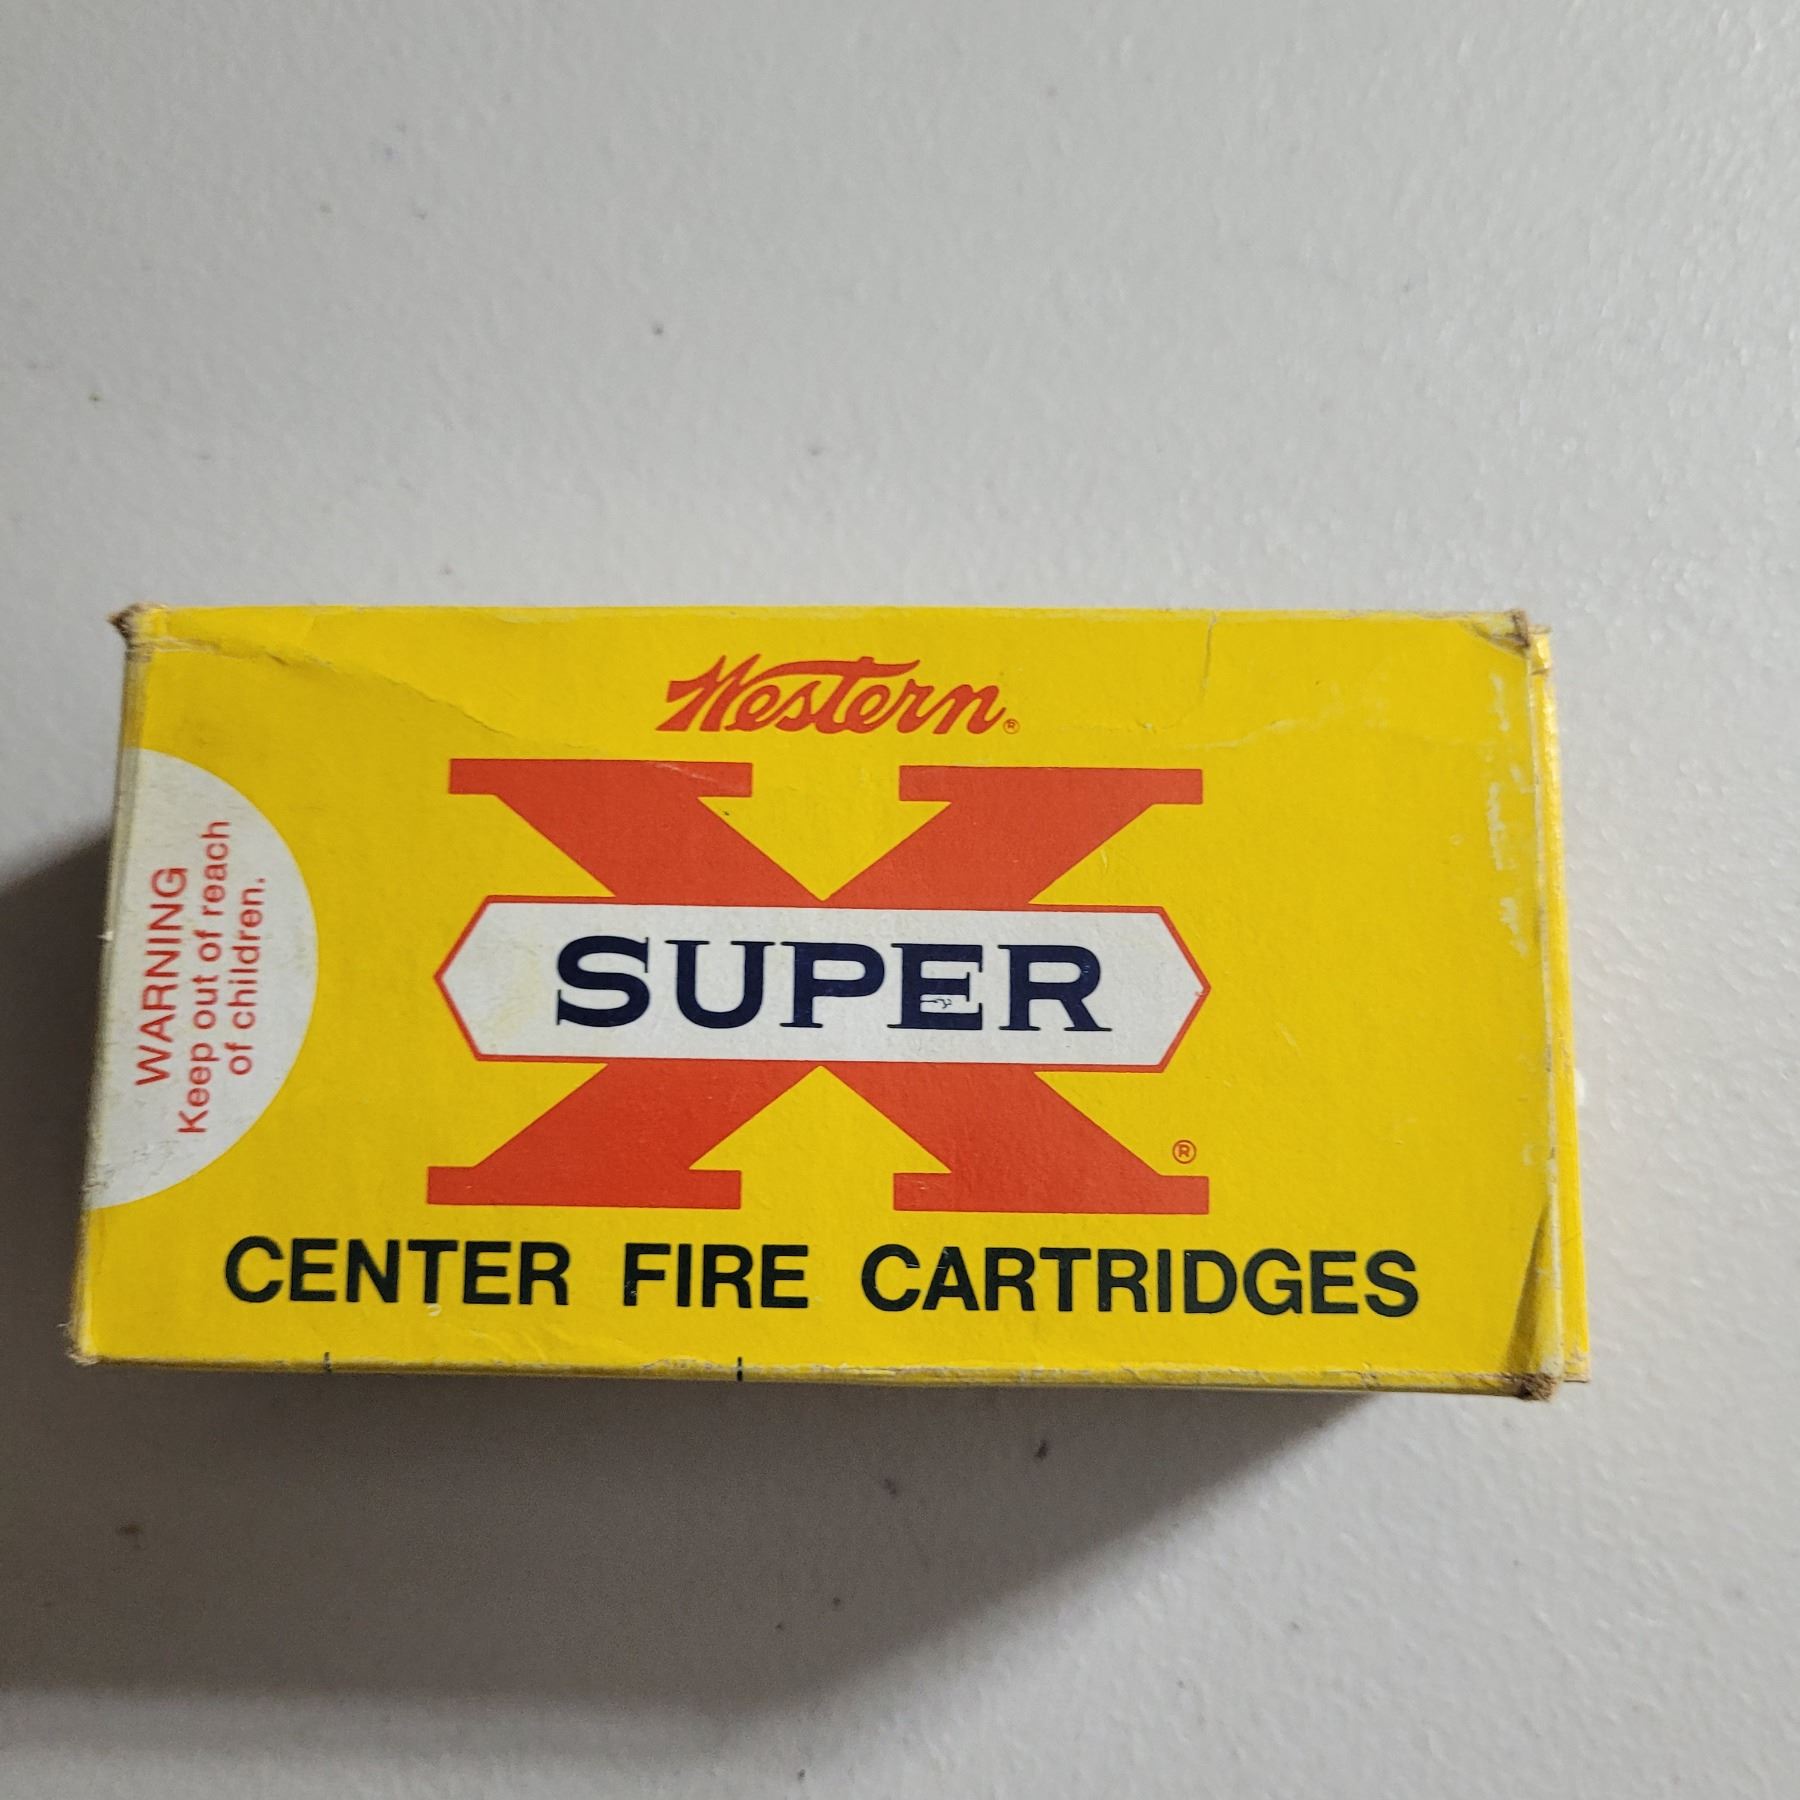 Western®
X
SUPER
®
CENTER FIRE CARTRIDGES
WARNING
Keep out of reach
of children.